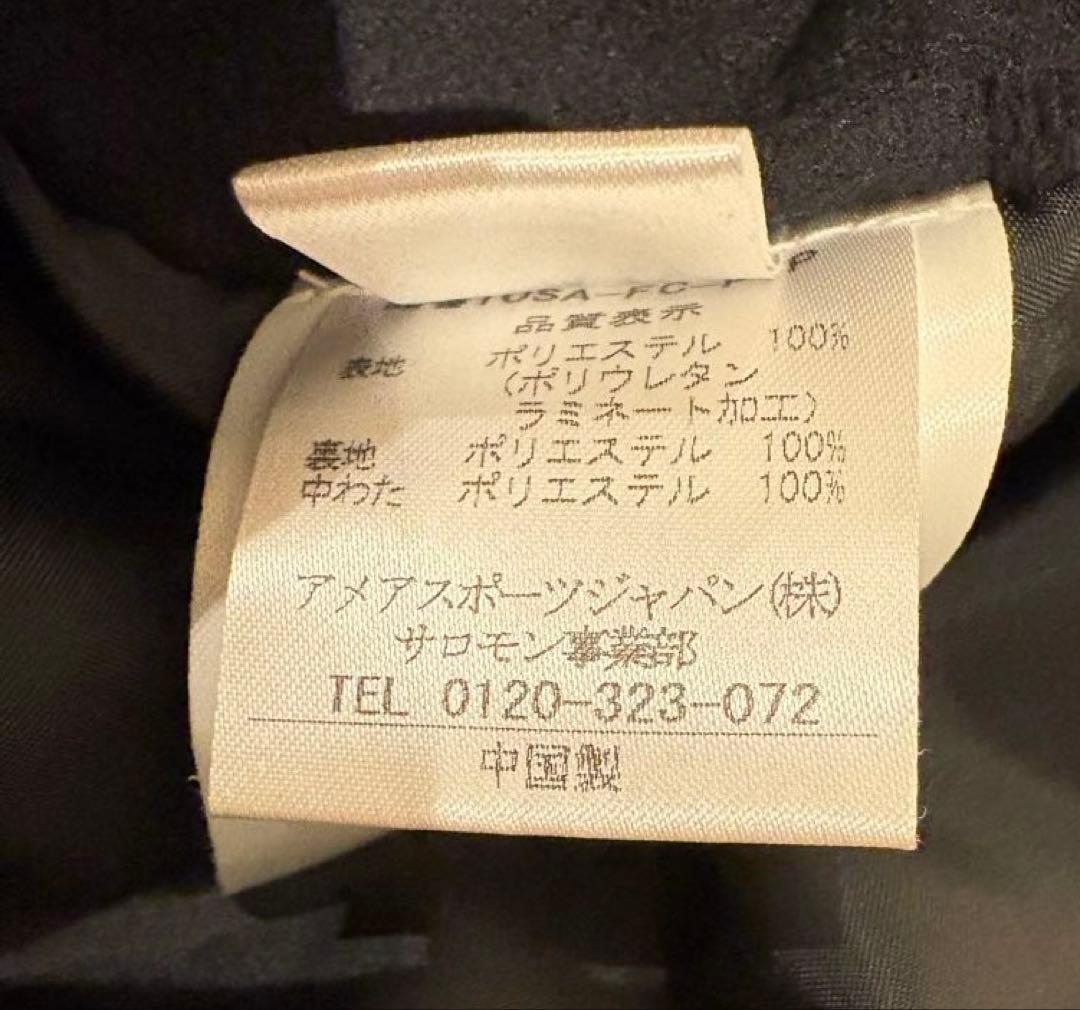 品質表示
表地 ポリエステル 100%
(ポリウレタン
ラミネート加工)
裏地 ポリエステル 100%
中わた ポリエステル 100%
アメアスポーツジャパン(株)
サロモン事業部
TEL 0120-323-072
中国製